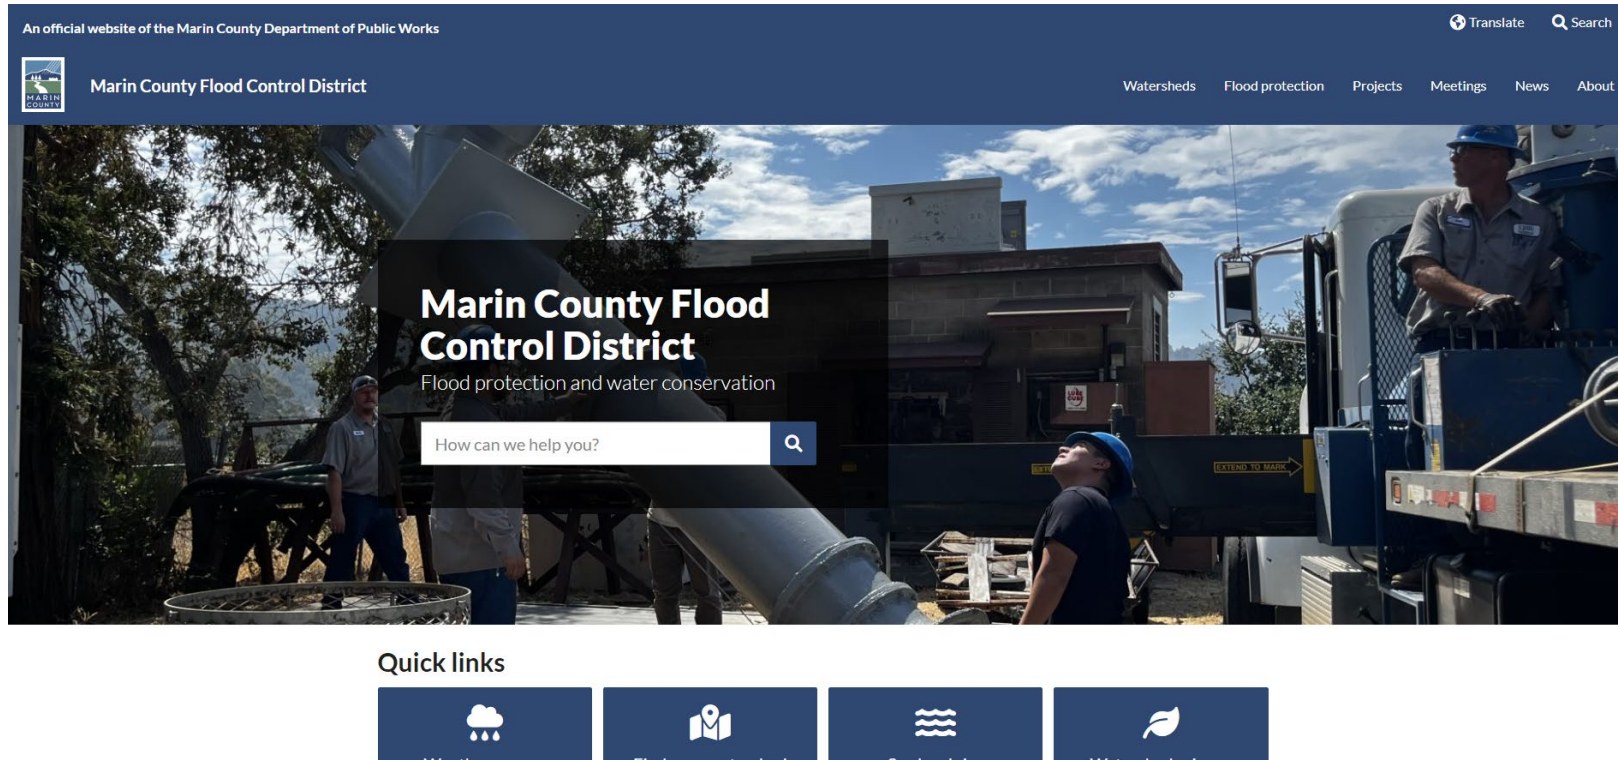 An official website of the Marin County Department of Public Works
Translate
Search
MARIN
COUNTY
Marin County Flood Control District
Watersheds
Flood protection
Projects
Meetings
News
About
Marin County Flood
Control District
Flood protection and water conservation
How can we help you?
LUBE
CUBE
EXTEND TO MARK
Quick links